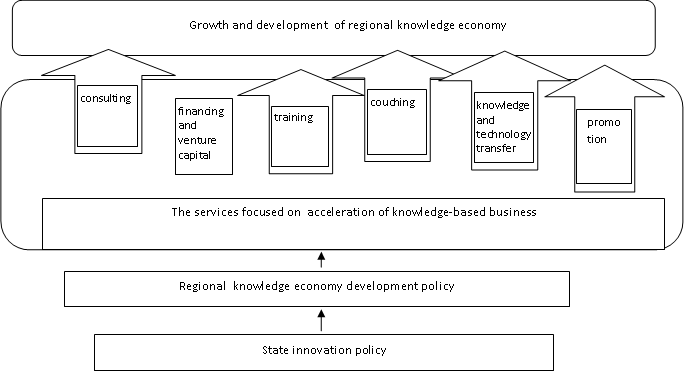 Growth and development of regional knowledge economy
consulting
financing
and
venture
capital
training
couching
knowledge
and
technology
transfer
promo
tion
The services focused on acceleration of knowledge-based business
Regional knowledge economy development policy
State innovation policy